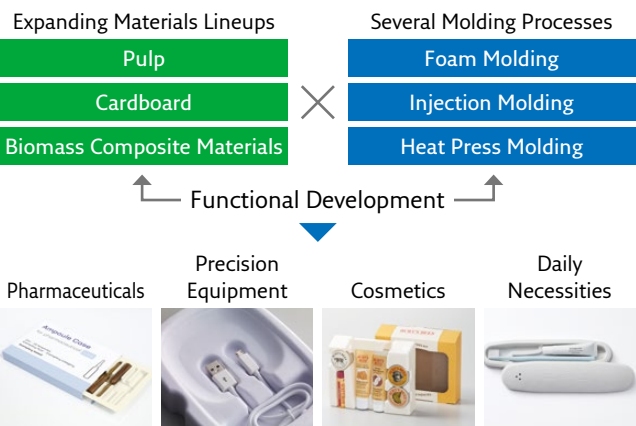 Expanding Materials Lineups
Several Molding Processes
Pulp
Foam Molding
Cardboard
Injection Molding
Biomass Composite Materials
Heat Press Molding
Functional Development
Pharmaceuticals
Precision
Equipment
Cosmetics
Daily
Necessities
Ampoule Case